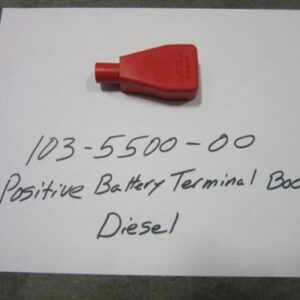 103-5500-00
Positive Battery Terminal Boo
Diesel